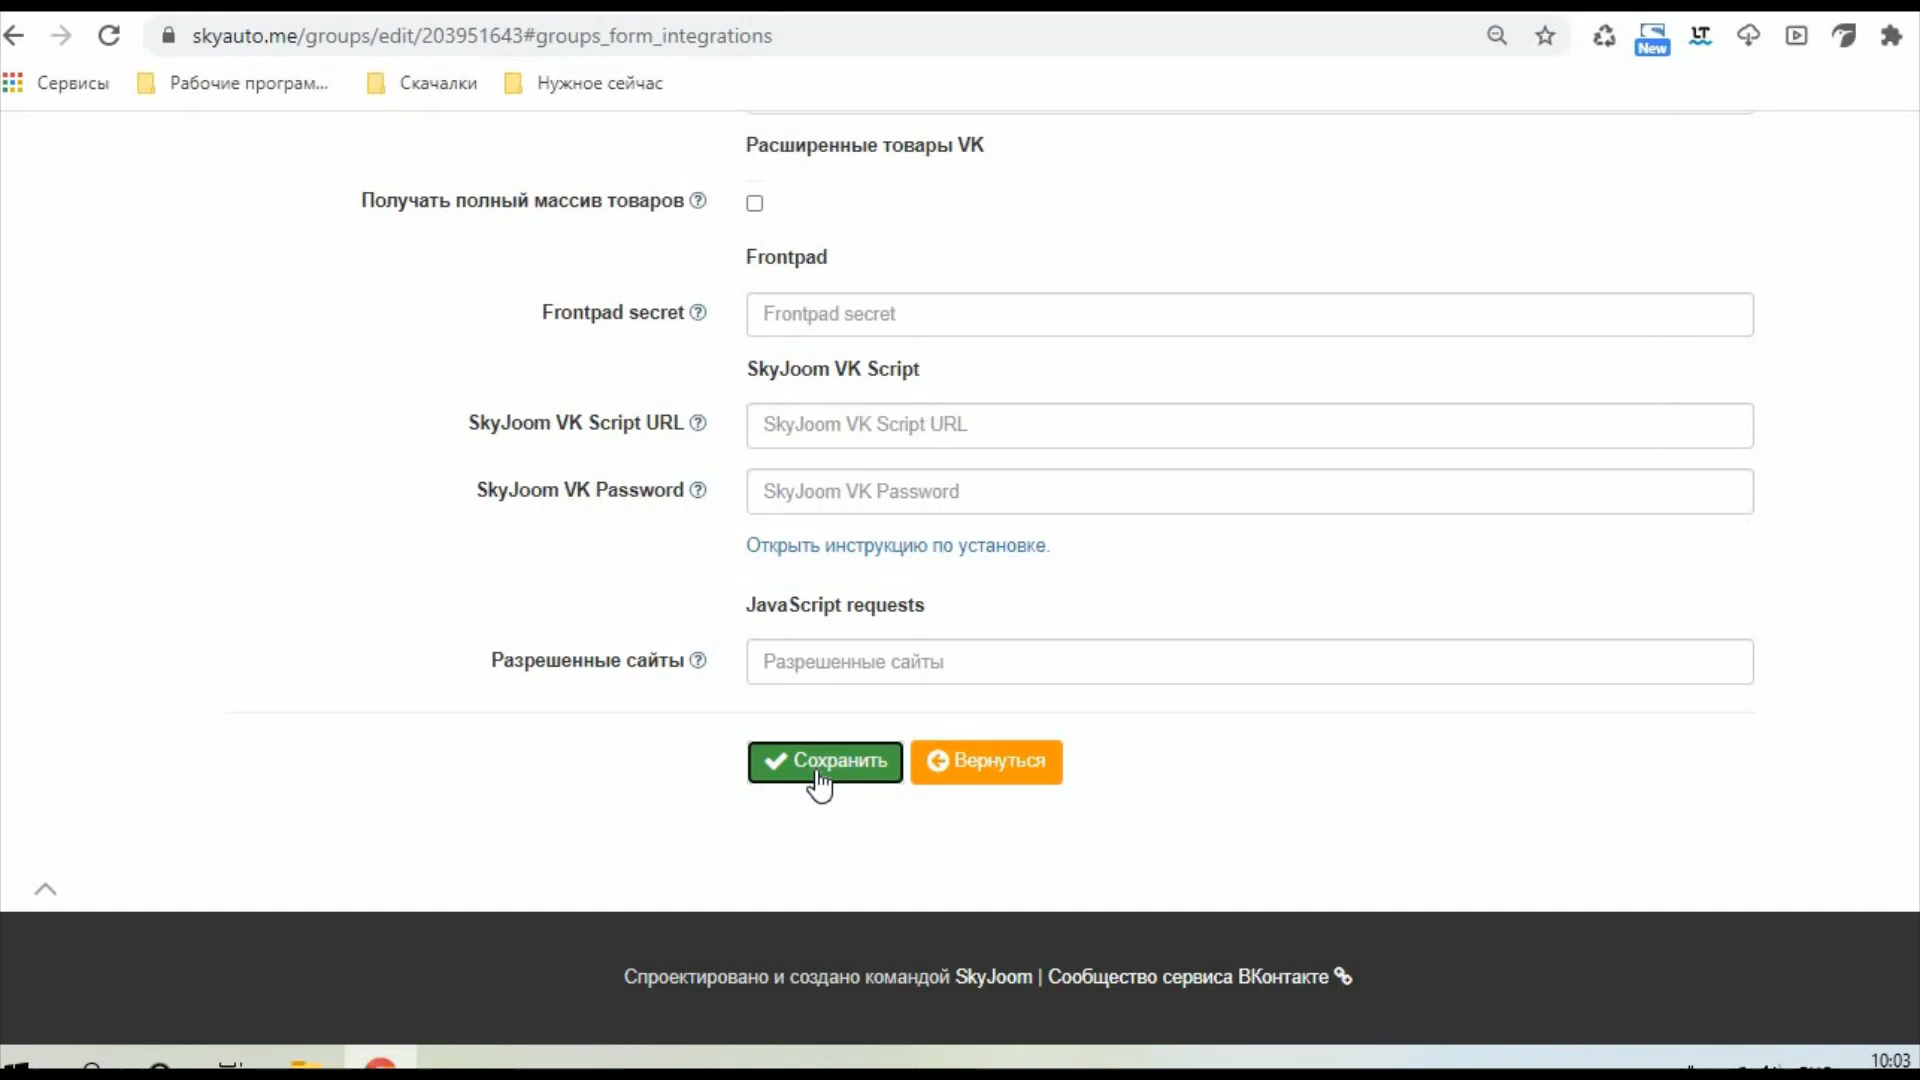 skyauto.me/groups/edit/203951643#groups_form_integrations
New
LT
Сервисы
Рабочие програм...
Скачалки
Нужное сейчас
Расширенные товары VK
Получать полный массив товаров
Frontpad
Frontpad secret
Frontpad secret
SkyJoom VK Script
SkyJoom VK Script URL
SkyJoom VK Script URL
SkyJoom VK Password
SkyJoom VK Password
Открыть инструкцию по установке.
JavaScript requests
Разрешенные сайты
Разрешенные сайты
Сохранить
Вернуться
Спроектировано и создано командой SkyJoom | Сообщество сервиса ВКонтакте
10:03